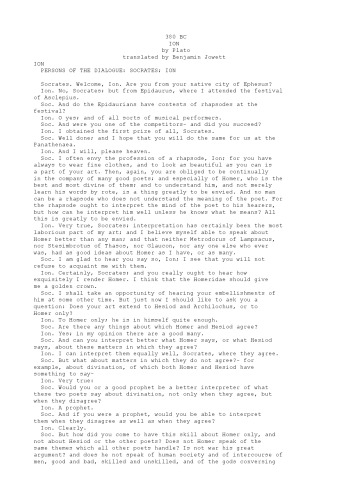 380 BC
ION
by Plato
translated by Benjamin Jowett
ION
PERSONS OF THE DIALOGUE: SOCRATES; ION
Socrates. Welcome, Ion. Are you from your native city of Ephesus?
Ion. No, Socrates; but from Epidaurus, where I attended the festival
of Asclepius.
Soc. And do the Epidaurians have contests of rhapsodes at the
festival?
Ion. O yes; and of all sorts of musical performers.
Soc. And were you one of the competitors- and did you succeed?
Ion. I obtained the first prize of all, Socrates.
Soc. Well done; and I hope that you will do the same for us at the
Panathenaea.
Ion. And I will, please heaven.
Soc. I often envy the profession of a rhapsode, Ion; for you have
always to wear fine clothes, and to look as beautiful as you can is
a part of your art. Then, again, you are obliged to be continually
in the company of many good poets; and especially of Homer, who is the
best and most divine of them; and to understand him, and not merely
learn his words by rote, is a thing greatly to be envied. And no man
can be a rhapsode who does not understand the meaning of the poet. For
the rhapsode ought to interpret the mind of the poet to his hearers,
but how can he interpret him well unless he knows what he means? All
this is greatly to be envied.
Ion. Very true, Socrates; interpretation has certainly been the most
laborious part of my art; and I believe myself able to speak about
Homer better than any man; and that neither Metrodorus of Lampsacus,
nor Stesimbrotus of Thasos, nor Glaucon, nor any one else who ever
was, had as good ideas about Homer as I have, or as many.
Soc. I am glad to hear you say so, Ion; I see that you will not
refuse to acquaint me with them.
Ion. Certainly, Socrates; and you really ought to hear how
exquisitely I render Homer. I think that the Homeridae should give
me a golden crown.
Soc. I shall take an opportunity of hearing your embellishments of
him at some other time. But just now I should like to ask you a
question: Does your art extend to Hesiod and Archilochus, or to
Homer only?
Ion. To Homer only; he is in himself quite enough.
Soc. Are there any things about which Homer and Hesiod agree?
Ion. Yes; in my opinion there are a good many.
Soc. And can you interpret better what Homer says, or what Hesiod
says, about these matters in which they agree?
Ion. I can interpret them equally well, Socrates, where they agree.
Soc. But what about matters in which they do not agree?- for
example, about divination, of which both Homer and Hesiod have
something to say-
Ion. Very true:
Soc. Would you or a good prophet be a better interpreter of what
these two poets say about divination, not only when they agree, but
when they disagree?
Ion. A prophet.
Soc. And if you were a prophet, would you be able to interpret
them when they disagree as well as when they agree?
Ion. Clearly.
Soc. But how did you come to have this skill about Homer only, and
not about Hesiod or the other poets? Does not Homer speak of the
same themes which all other poets handle? Is not war his great
argument? and does he not speak of human society and of intercourse of
men, good and bad, skilled and unskilled, and of the gods conversing